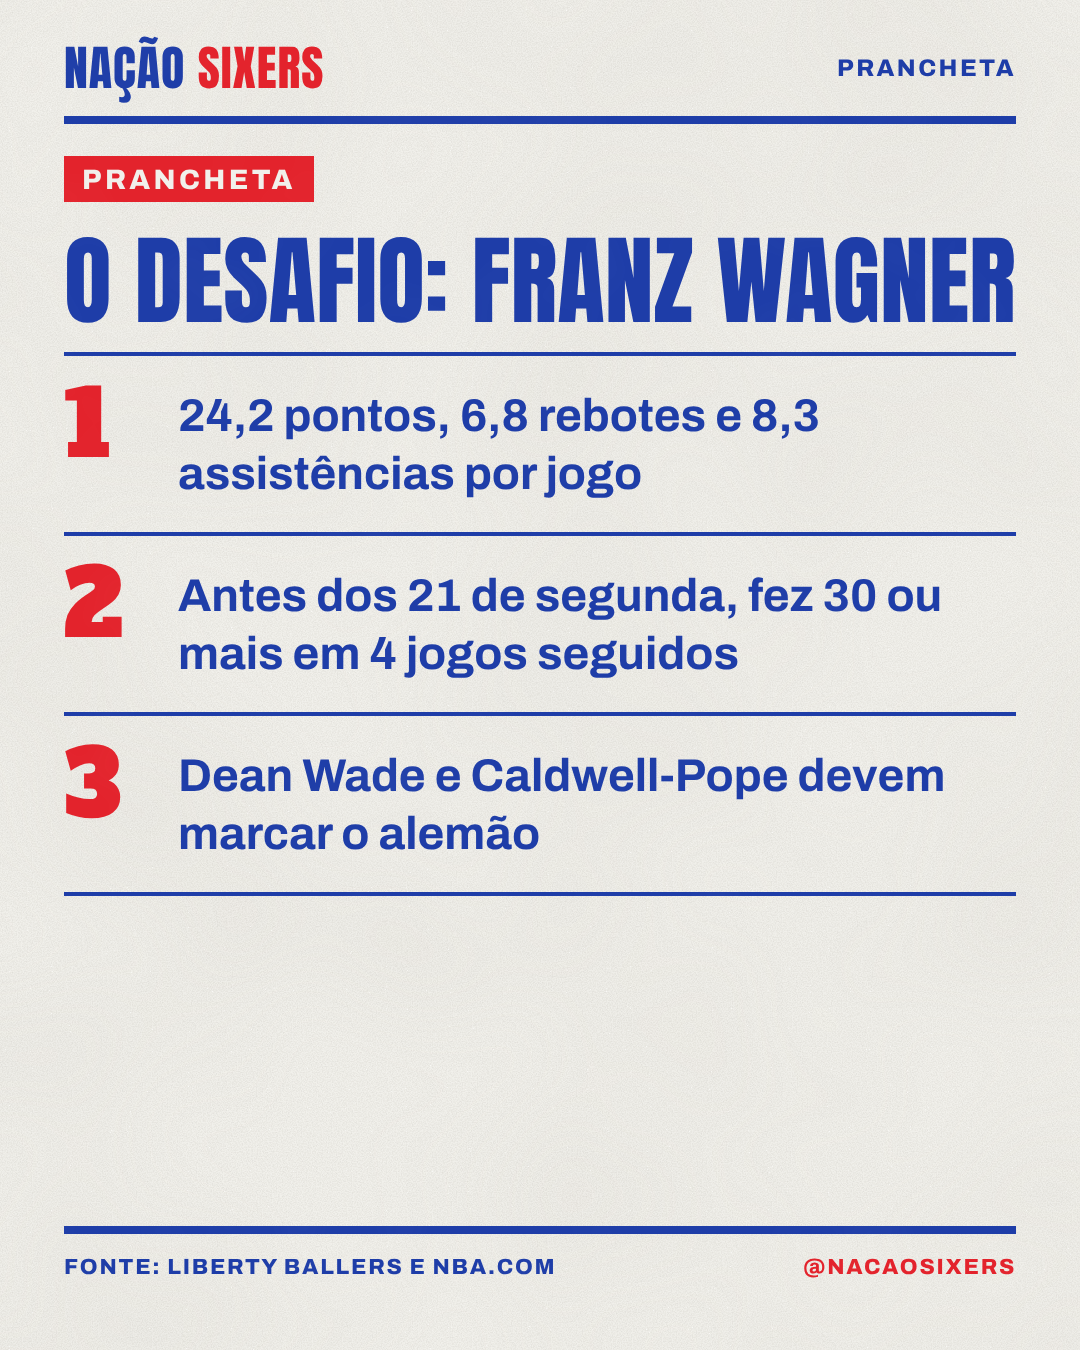 NAÇÃO SIXERS
PRANCHETA
PRANCHETA
O DESAFIO: FRANZ WAGNER
1
24,2 pontos, 6,8 rebotes e 8,3
assistências por jogo
2
Antes dos 21 de segunda, fez 30 ou
mais em 4 jogos seguidos
3
Dean Wade e Caldwell-Pope devem
marcar o alemão
FONTE: LIBERTY BALLERS E NBA.COM
@NACAOSIXERS